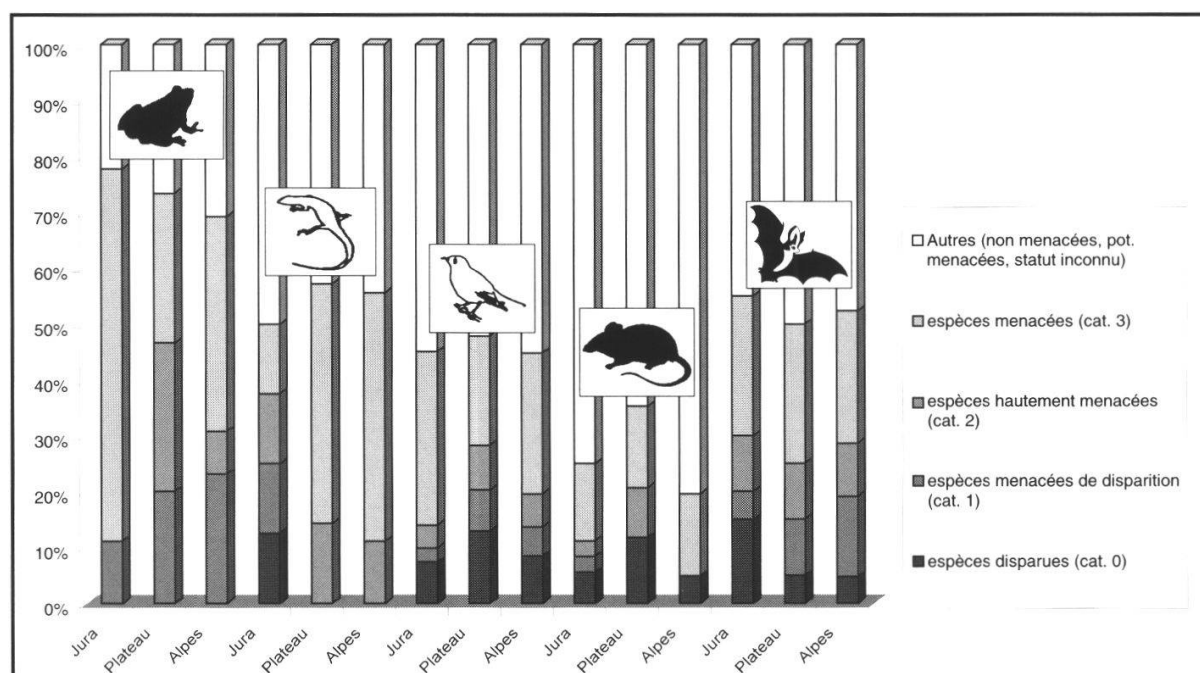 100%
90%
80%
70%
60%
50%
40%
30%
20%
10%
0%
Jura
Plateau
Alpes
Jura
Plateau
Alpes
Jura
Plateau
Alpes
Jura
Plateau
Alpes
Jura
Plateau
Alpes
Autres (non menacées, pot.
menacées, statut inconnu)
espèces menacées (cat. 3)
espèces hautement menacées
(cat. 2)
espèces menacées de disparition
(cat. 1)
espèces disparues (cat. 0)